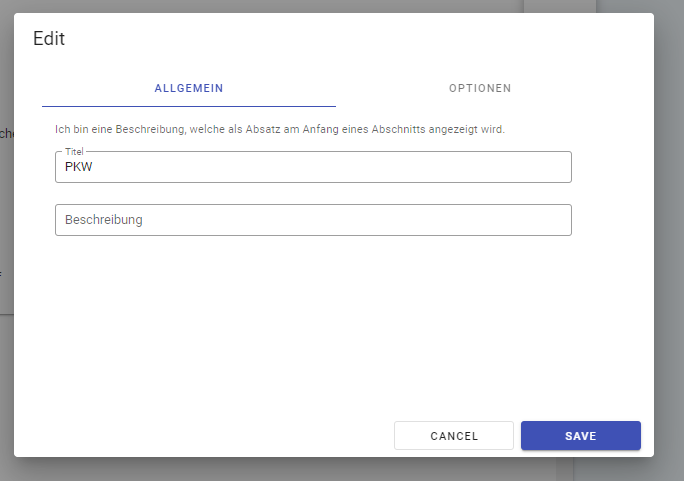 Edit
ALLGEMEIN OPTIONEN
Ich bin eine Beschreibung, welche als Absatz am Anfang eines Abschnitts angezeigt wird.
Titel
PKW
Beschreibung
CANCEL SAVE